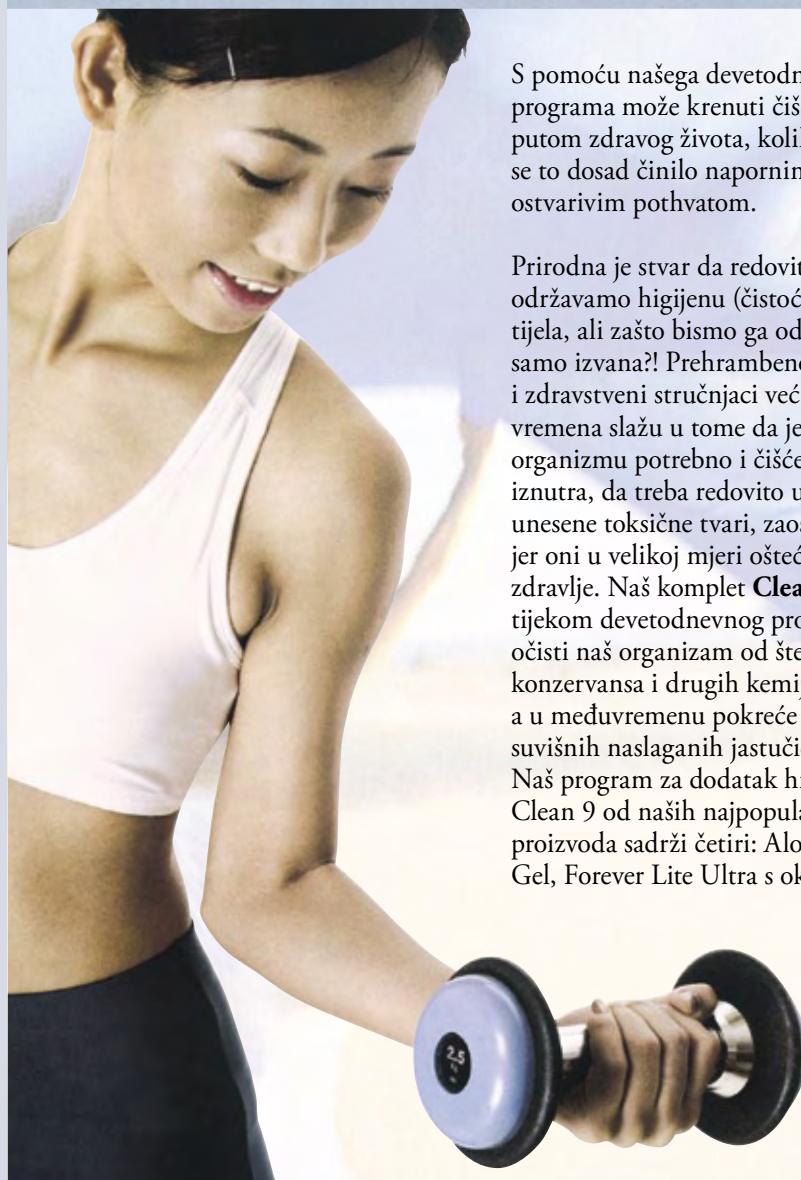 S pomoću našega devetodn
programa može krenuti čiš
putom zdravog života, koli
se to dosad činilo napornin
ostvarivim pothvatom.
Prirodna je stvar da redovit
održavamo higijenu (čistoć
tijela, ali zašto bismo ga od
samo izvana?! Prehrambeno
i zdravstveni stručnjaci već
vremena slažu u tome da je
organizmu potrebno i čišće
iznutra, da treba redovito u
unesene toksične tvari, zaos
jer oni u velikoj mjeri ošteć
zdravlje. Naš komplet Clea
tijekom devetodnevnog pro
očisti naš organizam od šte
konzervansa i drugih kemij
a u međuvremenu pokreće
suvišnih naslaganih jastuči
Naš program za dodatak h
Clean 9 od naših najpopula
proizvoda sadrži četiri: Alo
Gel, Forever Lite Ultra s ok
2.5